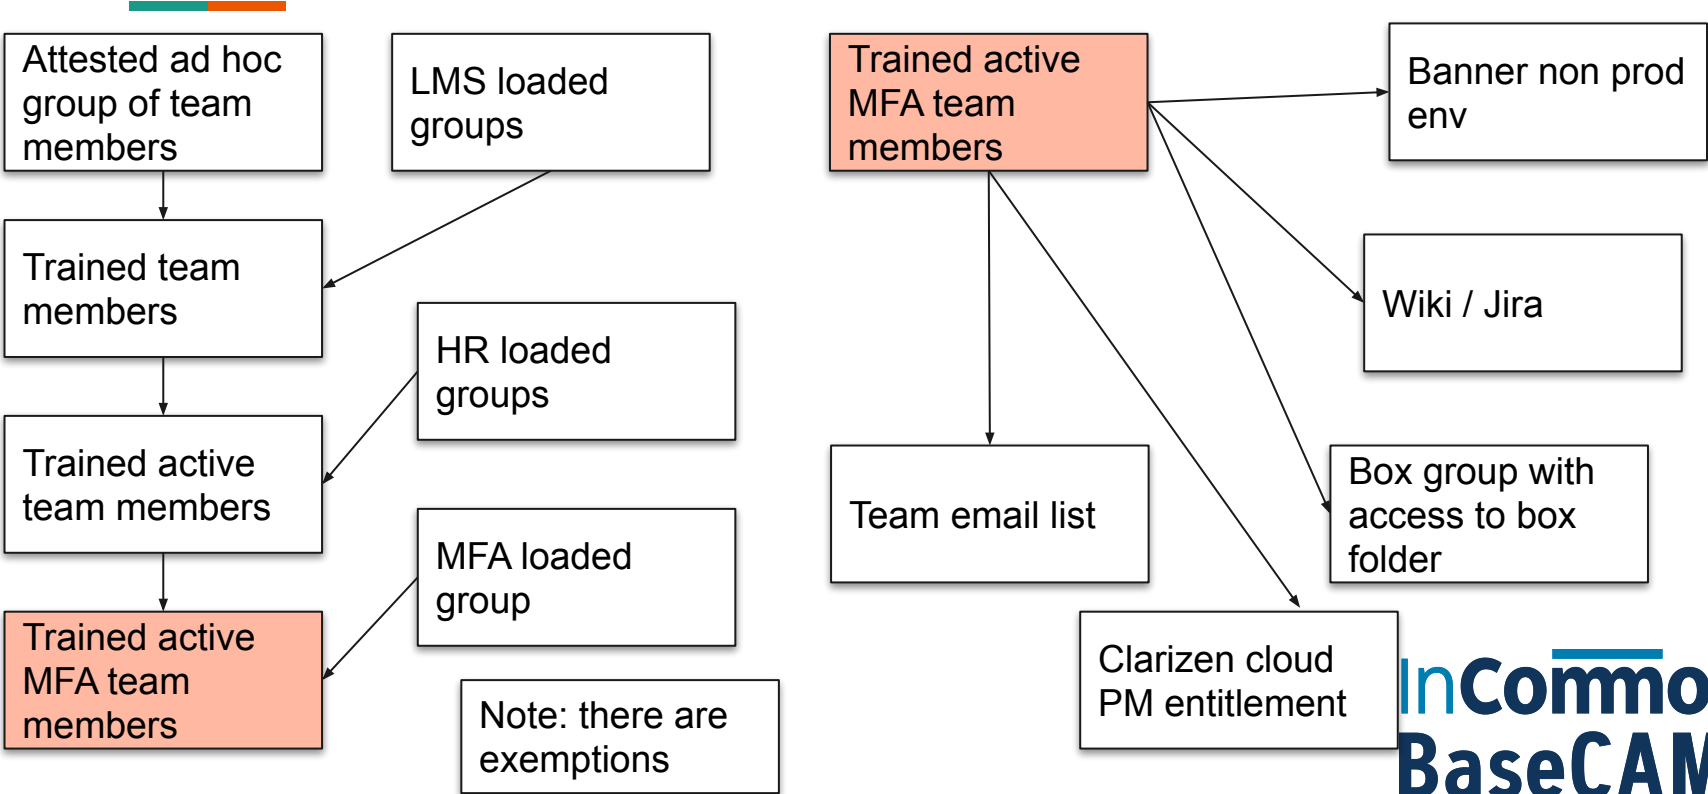 Attested ad hoc
group of team
members
LMS loaded
groups
Trained team
members
HR loaded
groups
Trained active
team members
MFA loaded
group
Trained active
MFA team
members
Note: there are
exemptions
Trained active
MFA team
members
Banner non prod
env
Wiki / Jira
Team email list
Box group with
access to box
folder
Clarizen cloud
PM entitlement
InCommo
BaseCAM